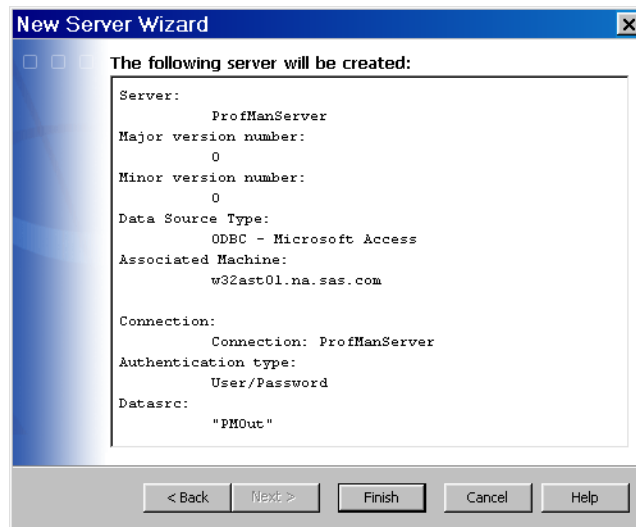 New Server Wizard
The following server will be created:
Server:
ProfManServer
Major version number:
0
Minor version number:
0
Data Source Type:
ODBC - Microsoft Access
Associated Machine:
w32ast01.na.sas.com
Connection:
Connection: ProfManServer
Authentication type:
User/Password
Datasrc:
"PMOut"
< Back Next > Finish Cancel Help